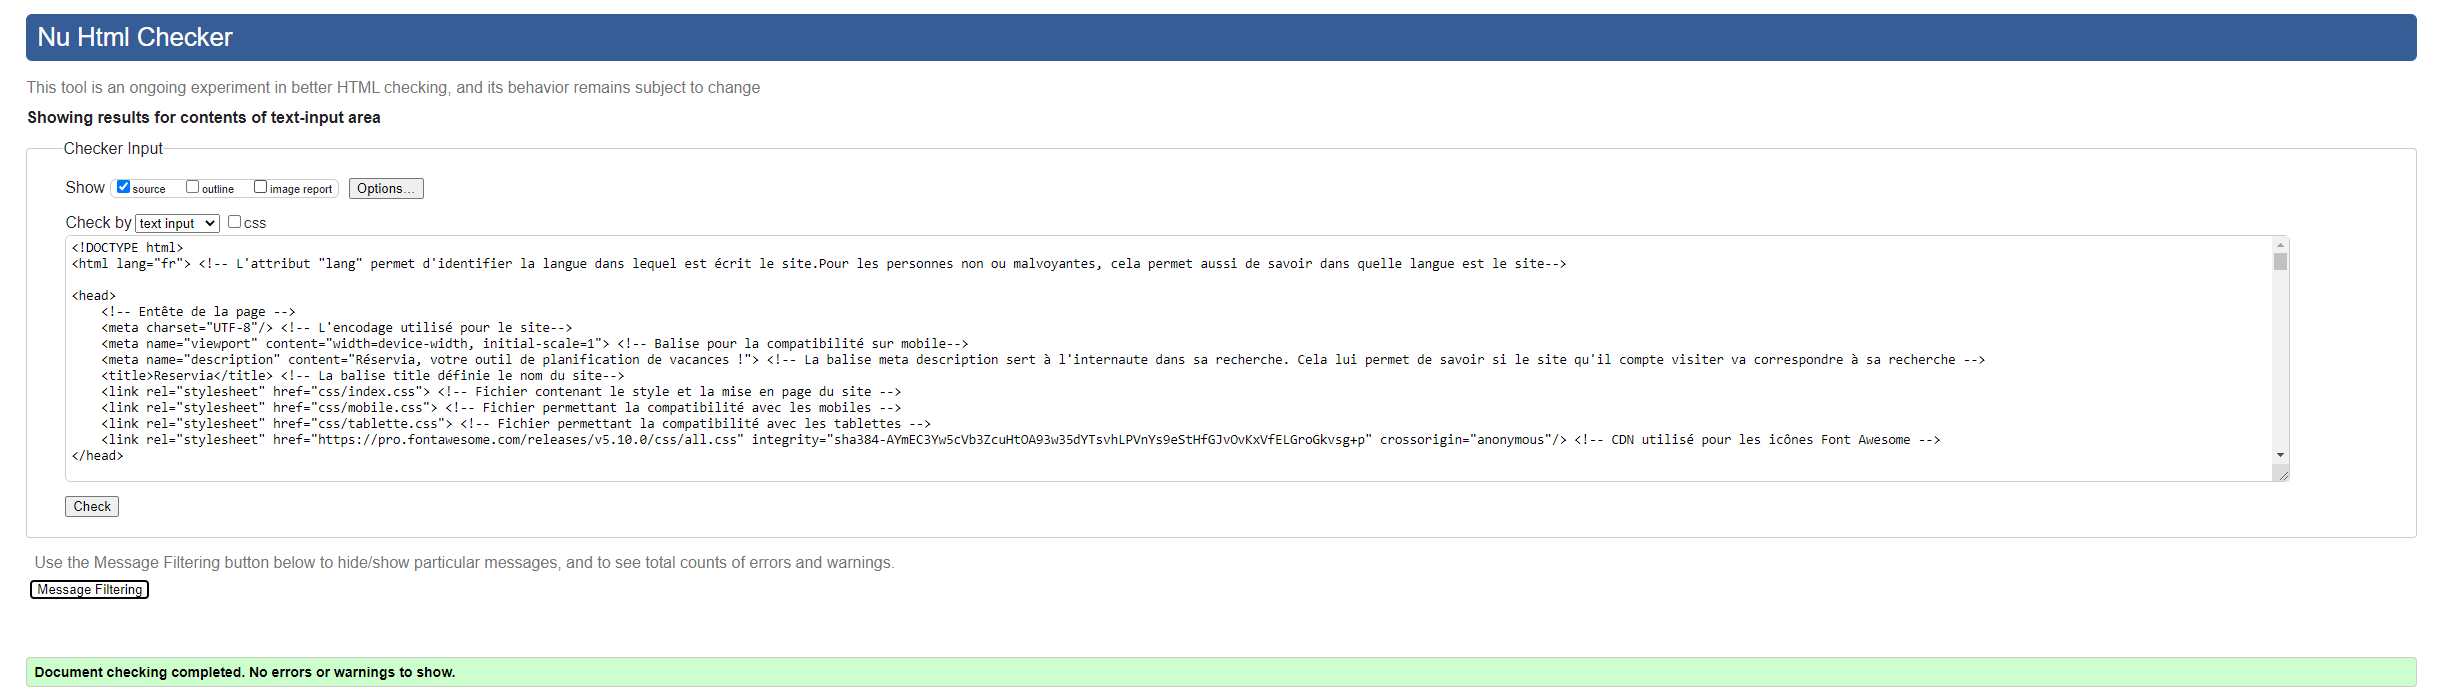 Nu Html Checker
This tool is an ongoing experiment in better HTML checking, and its behavior remains subject to change
Showing results for contents of text-input area
Checker Input
Show source outline image report Options...
Check by text input css
<!DOCTYPE html>
<html lang="fr"> <!-- L'attribut "lang" permet d'identifier la langue dans lequel est écrit le site.Pour les personnes non ou malvoyantes, cela permet aussi de savoir dans quelle langue est le site-->
<head>
<!-- Entête de la page -->
<meta charset="UTF-8"/> <!-- L'encodage utilisé pour le site-->
<meta name="viewport" content="width=device-width, initial-scale=1"> <!-- Balise pour la compatibilité sur mobile-->
<meta name="description" content="Réservia, votre outil de planification de vacances !"> <!-- La balise meta description sert à l'internaute dans sa recherche. Cela lui permet de savoir si le site qu'il compte visiter va correspondre à sa recherche -->
<title>Reservia</title> <!-- La balise title définie le nom du site-->
<link rel="stylesheet" href="css/index.css"> <!-- Fichier contenant le style et la mise en page du site -->
<link rel="stylesheet" href="css/mobile.css"> <!-- Fichier permettant la compatibilité avec les mobiles -->
<link rel="stylesheet" href="css/tablette.css"> <!-- Fichier permettant la compatibilité avec les tablettes -->
<link rel="stylesheet" href="https://pro.fontawesome.com/releases/v5.10.0/css/all.css" integrity="sha384-AYmEC3Yw5cVb3ZcuHtOA93w35dYTsvhLPVnYs9eStHfGJvOvKxVfELGroGkvsg+p" crossorigin="anonymous"/> <!-- CDN utilisé pour les icônes Font Awesome -->
</head>
Check
Use the Message Filtering button below to hide/show particular messages, and to see total counts of errors and warnings.
Message Filtering
Document checking completed. No errors or warnings to show.